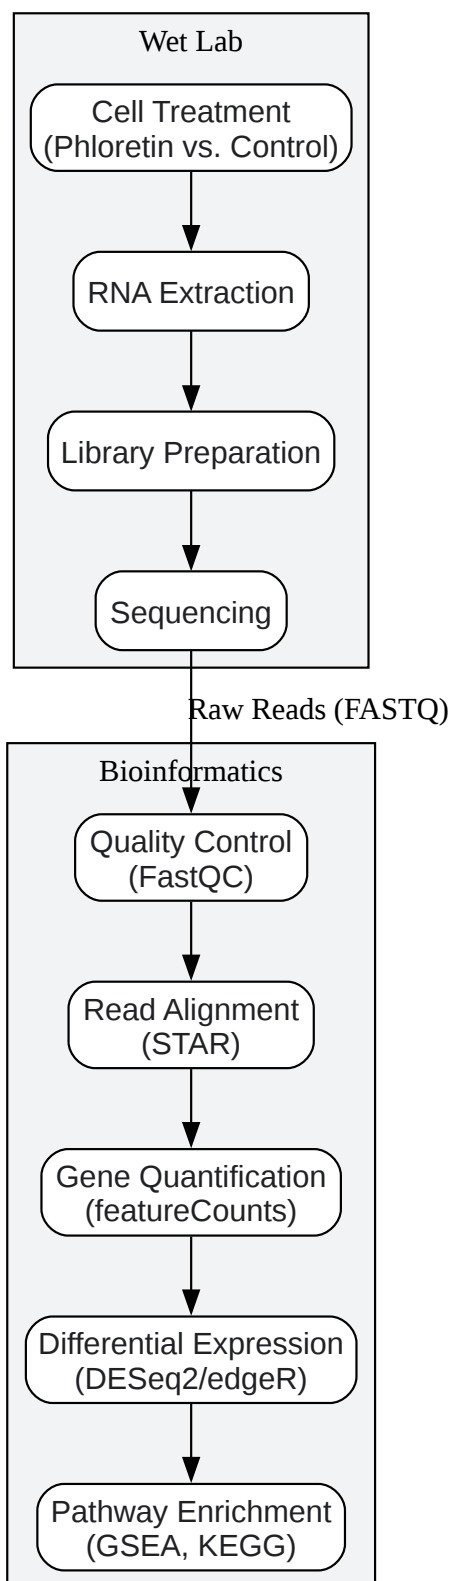 Wet Lab
Cell Treatment
(Phloretin vs. Control)
RNA Extraction
Library Preparation
Sequencing
Raw Reads (FASTQ)
Bioinformatics
Quality Control
(FastQC)
Read Alignment
(STAR)
Gene Quantification
(featureCounts)
Differential Expression
(DESeq2/edgeR)
Pathway Enrichment
(GSEA, KEGG)